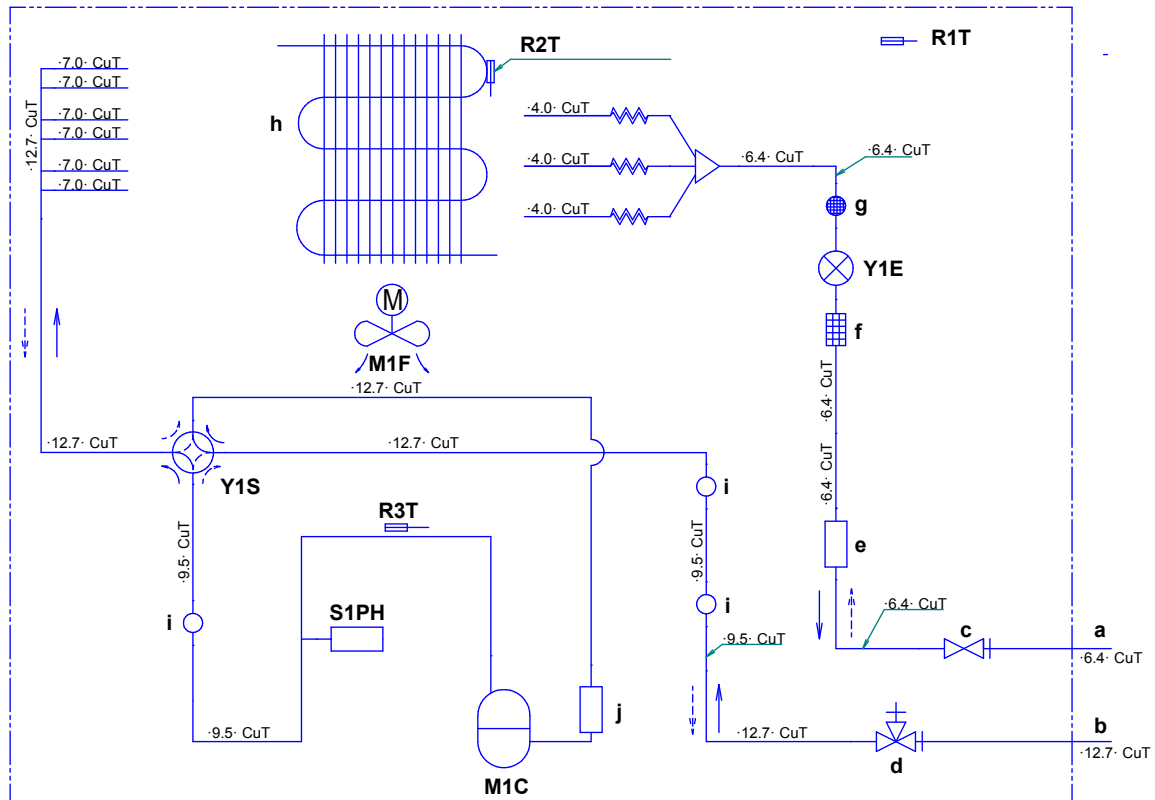 R2T
R1T
·7.0· CuT
·7.0· CuT
·7.0· CuT
·7.0· CuT
·7.0· CuT
·7.0· CuT
·12.7· CuT
h
·4.0· CuT
·4.0· CuT
·4.0· CuT
·6.4· CuT
·6.4· CuT
g
Y1E
f
M
M1F
·12.7· CuT
·6.4· CuT
·12.7· CuT
·12.7· CuT
Y1S
i
·6.4· CuT
R3T
e
·9.5· CuT
·9.5· CuT
i
S1PH
i
·6.4· CuT
·9.5· CuT
c
a
·6.4· CuT
j
·9.5· CuT
M1C
·12.7· CuT
d
b
·12.7· CuT